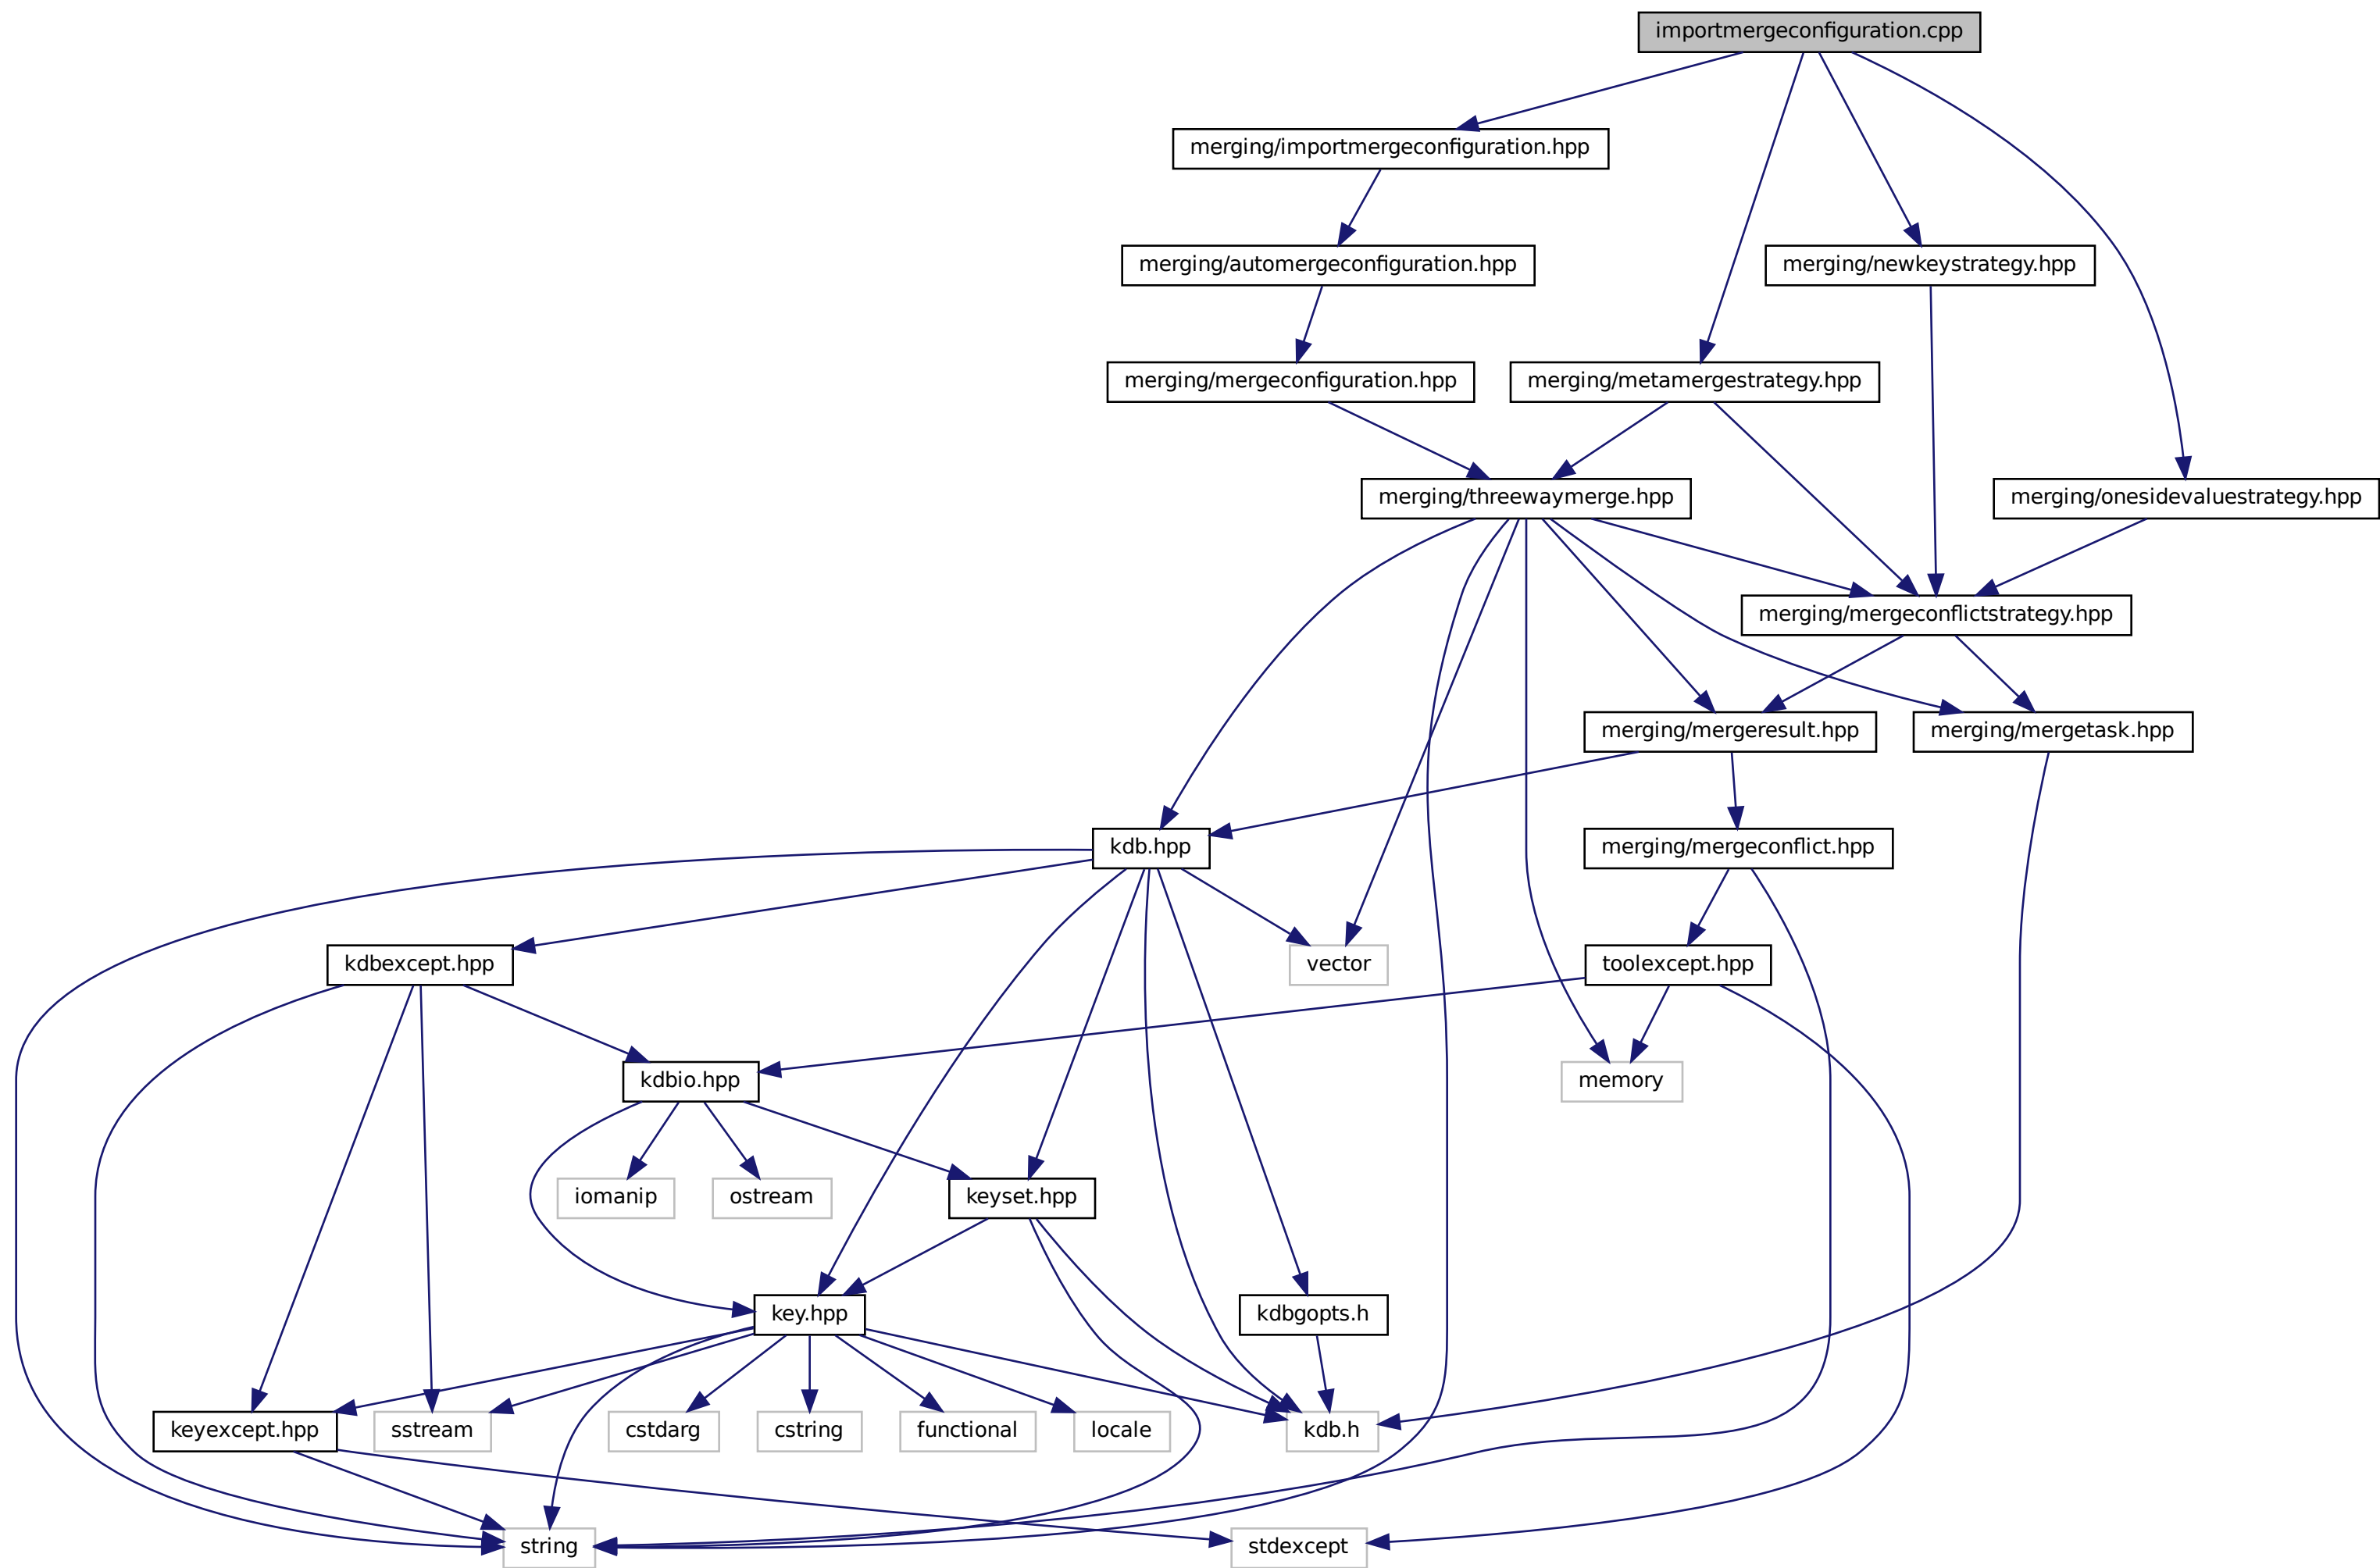 importmergeconfiguration.cpp
merging/importmergeconfiguration.hpp
merging/automergeconfiguration.hpp
merging/newkeystrategy.hpp
merging/mergeconfiguration.hpp
merging/metamergestrategy.hpp
merging/threewaymerge.hpp
merging/onesidevaluestrategy.hpp
merging/mergeconflictstrategy.hpp
merging/mergeresult.hpp
merging/mergetask.hpp
kdb.hpp
merging/mergeconflict.hpp
kdbexcept.hpp
vector
toolexcept.hpp
kdbio.hpp
memory
iomanip
ostream
keyset.hpp
key.hpp
kdbgopts.h
keyexcept.hpp
sstream
cstdarg
cstring
functional
locale
kdb.h
string
stdexcept